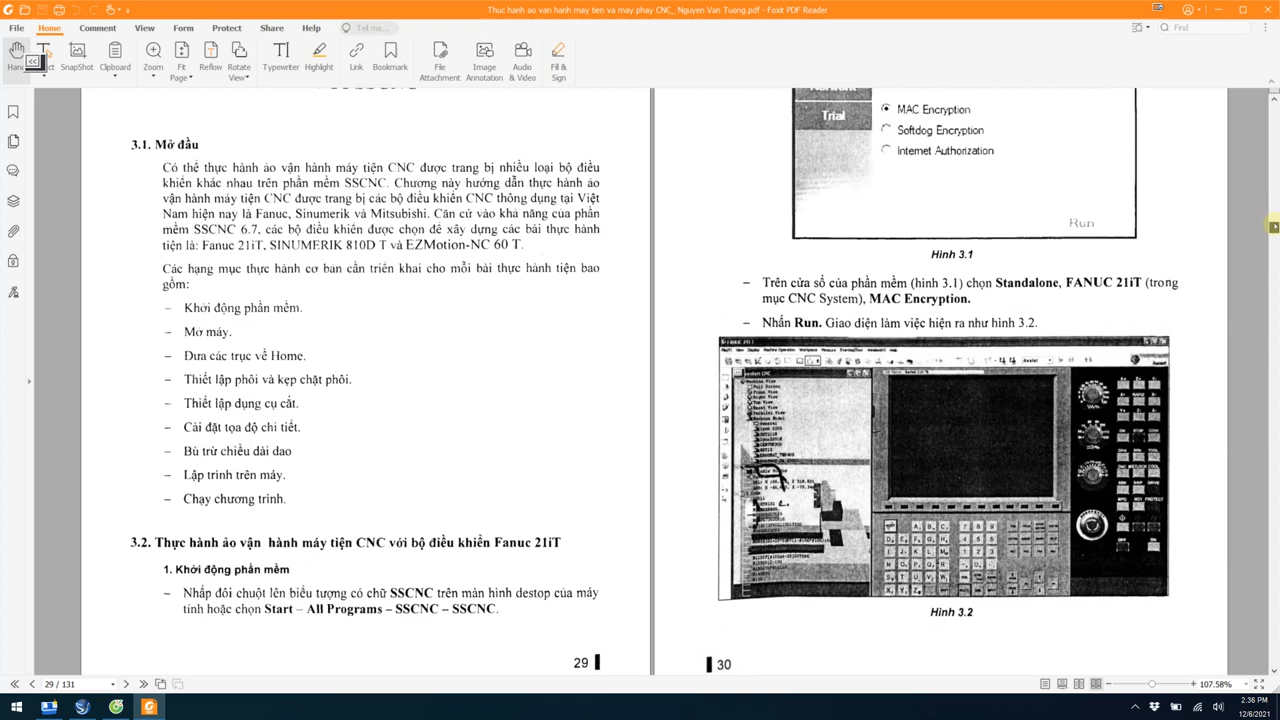 Thuc hanh ao van hanh may tien va may phay CNC_ Nguyen Van Tuong.pdf - Foxit PDF Reader
File Home Comment View Form Protect Share Help Tell me... Find
Hand SnapShot Clipboard Zoom Fit Page Reflow Rotate View Typewriter Highlight Link Bookmark File Attachment Image Annotation Audio & Video Fill & Sign
3.1. Mở đầu
Có thể thực hành ảo vận hành máy tiện CNC được trang bị nhiều loại bộ điều
khiển khác nhau trên phần mềm SSCNC. Chương này hướng dẫn thực hành ảo
vận hành máy tiện CNC được trang bị các bộ điều khiển CNC thông dụng tại Việt
Nam hiện nay là Fanuc, Sinumerik và Mitsubishi. Căn cứ vào khả năng của phần
mềm SSCNC 6.7, các bộ điều khiển được chọn để xây dựng các bài thực hành
tiện là: Fanuc 21iT, SINUMERIK 810D T và EZMotion-NC 60 T.
Các hạng mục thực hành cơ bản cần triển khai cho mỗi bài thực hành tiện bao
gồm:
– Khởi động phần mềm.
– Mở máy.
– Đưa các trục về Home.
– Thiết lập phôi và kẹp chặt phôi.
– Thiết lập dụng cụ cắt.
– Cài đặt tọa độ chi tiết.
– Bù trừ chiều dài dao
– Lập trình trên máy.
– Chạy chương trình.
3.2. Thực hành ảo vận hành máy tiện CNC với bộ điều khiển Fanuc 21iT
1. Khởi động phần mềm
– Nhấp đôi chuột lên biểu tượng có chữ SSCNC trên màn hình destop của máy
tính hoặc chọn Start – All Programs – SSCNC – SSCNC.
29
Trial
MAC Encryption
Softdog Encryption
Internet Authorization
Run
Hình 3.1
– Trên cửa sổ của phần mềm (hình 3.1) chọn Standalone, FANUC 21iT (trong
mục CNC System), MAC Encryption.
– Nhấn Run. Giao diện làm việc hiện ra như hình 3.2.
Hình 3.2
30
29 / 131
107.58%
2:36 PM
12/6/2021